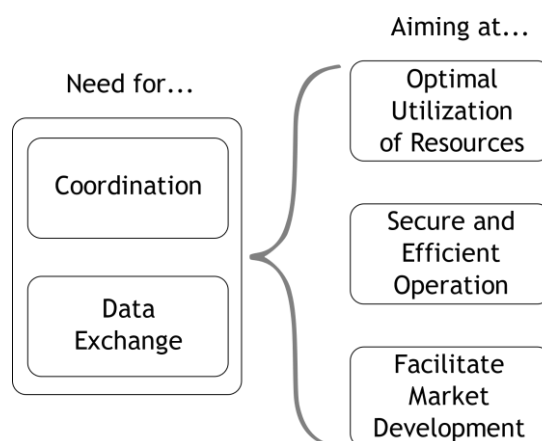 Need for...
Coordination
Data
Exchange
Aiming at...
Optimal
Utilization
of Resources
Secure and
Efficient
Operation
Facilitate
Market
Development